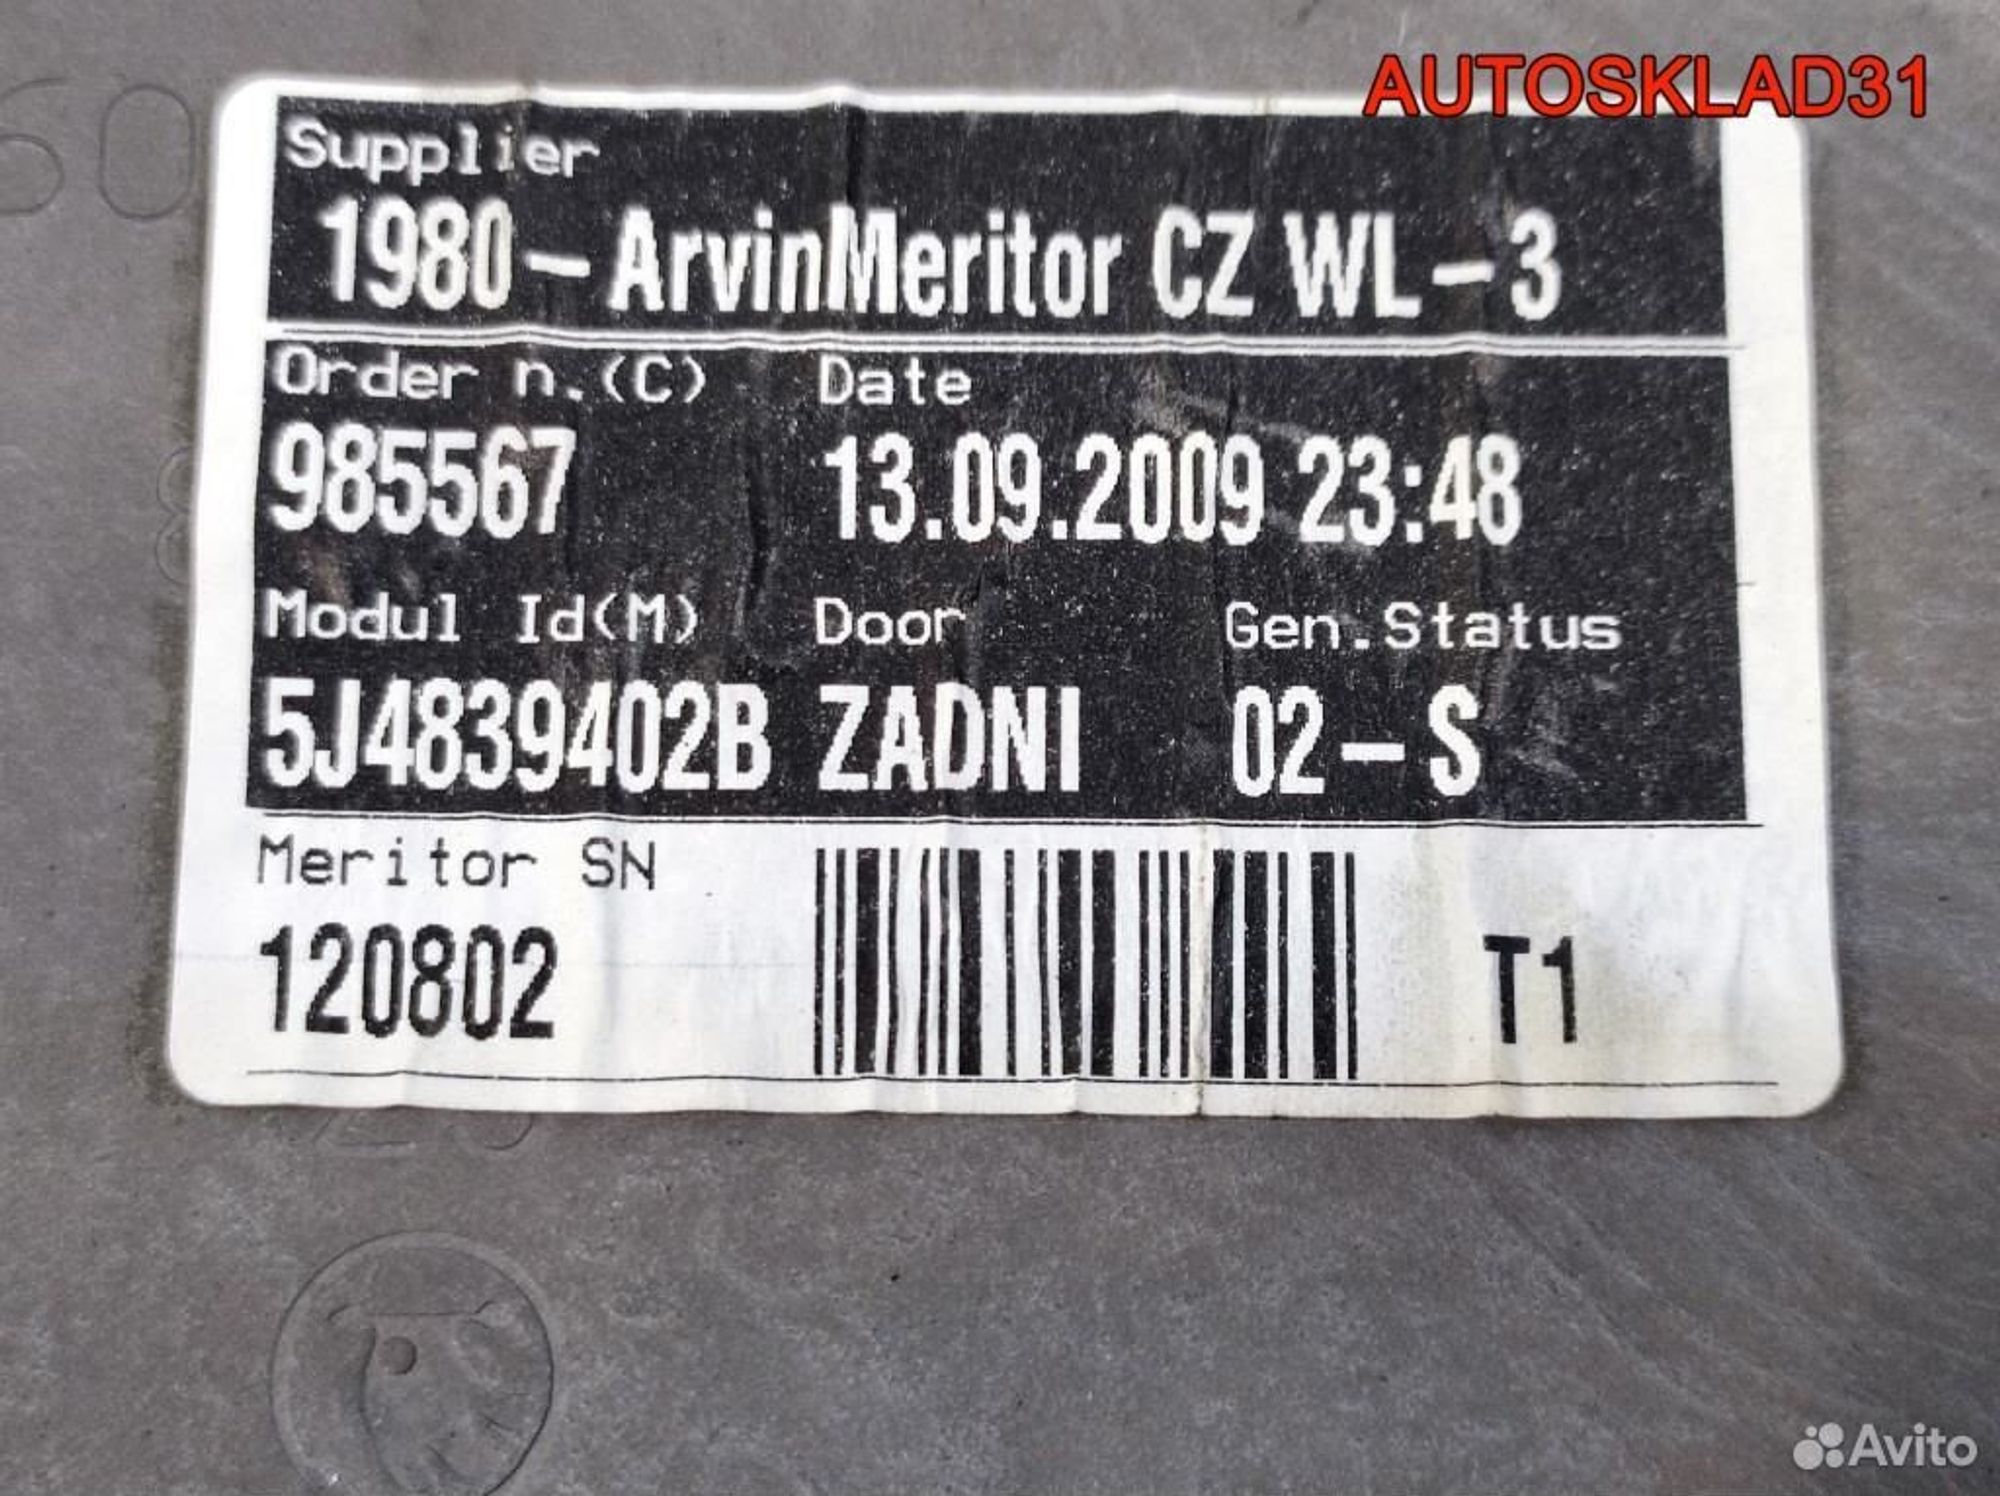 AUTOSKLAD31
Supplier
1980-ArvinMeritor CZ WL-3
Order n.(C) Date
985567 13.09.2009 23:48
Modul Id(M) Door Gen.Status
5J4839402B ZADNI 02-S
Meritor SN
120802 T1
Avito